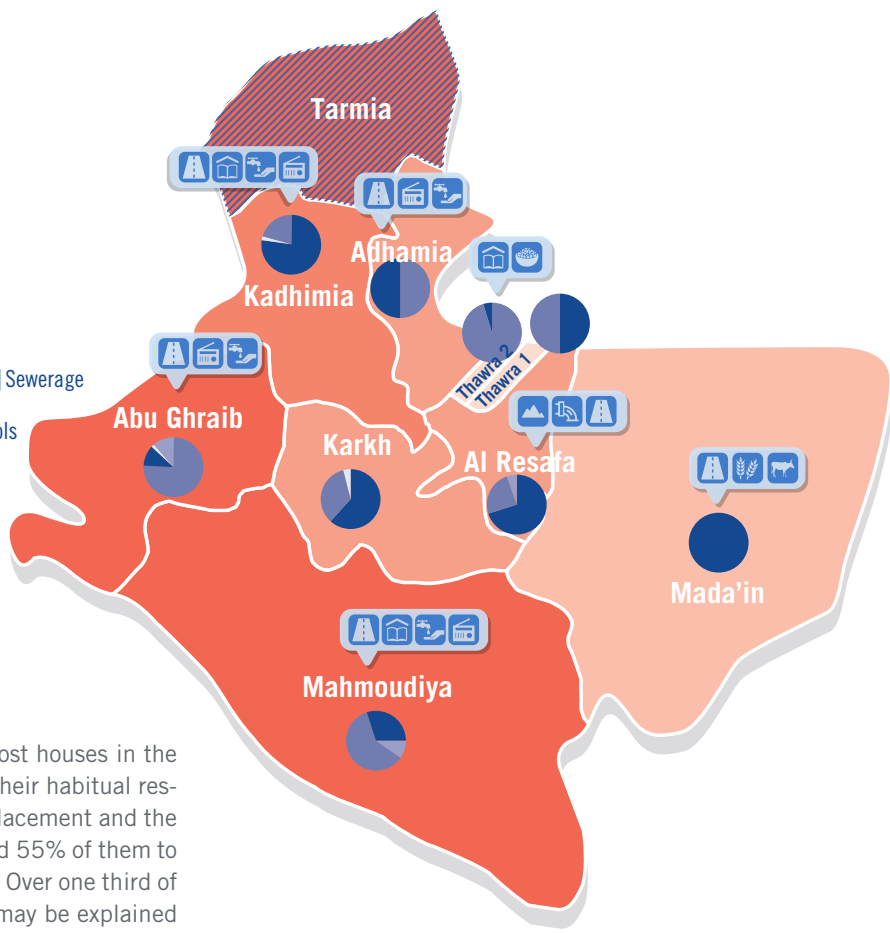 Tarmia
Adhamia
Kadhimia
Thawra 2
Thawra 1
Sewerage
ols
Abu Ghraib
Karkh
Al Resafa
Mada’in
Mahmoudiya
ost houses in the
heir habitual res-
lacement and the
d 55% of them to
Over one third of
may be explained